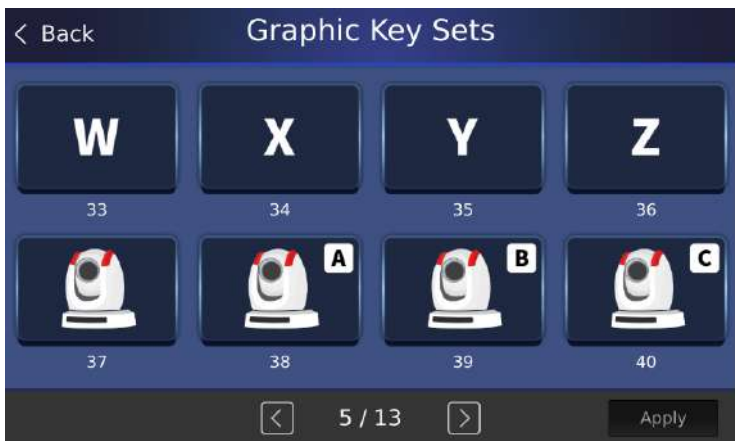 < Back
Graphic Key Sets
W
X
Y
Z
33
34
35
36
A
B
C
37
38
39
40
< 5 / 13 >
Apply